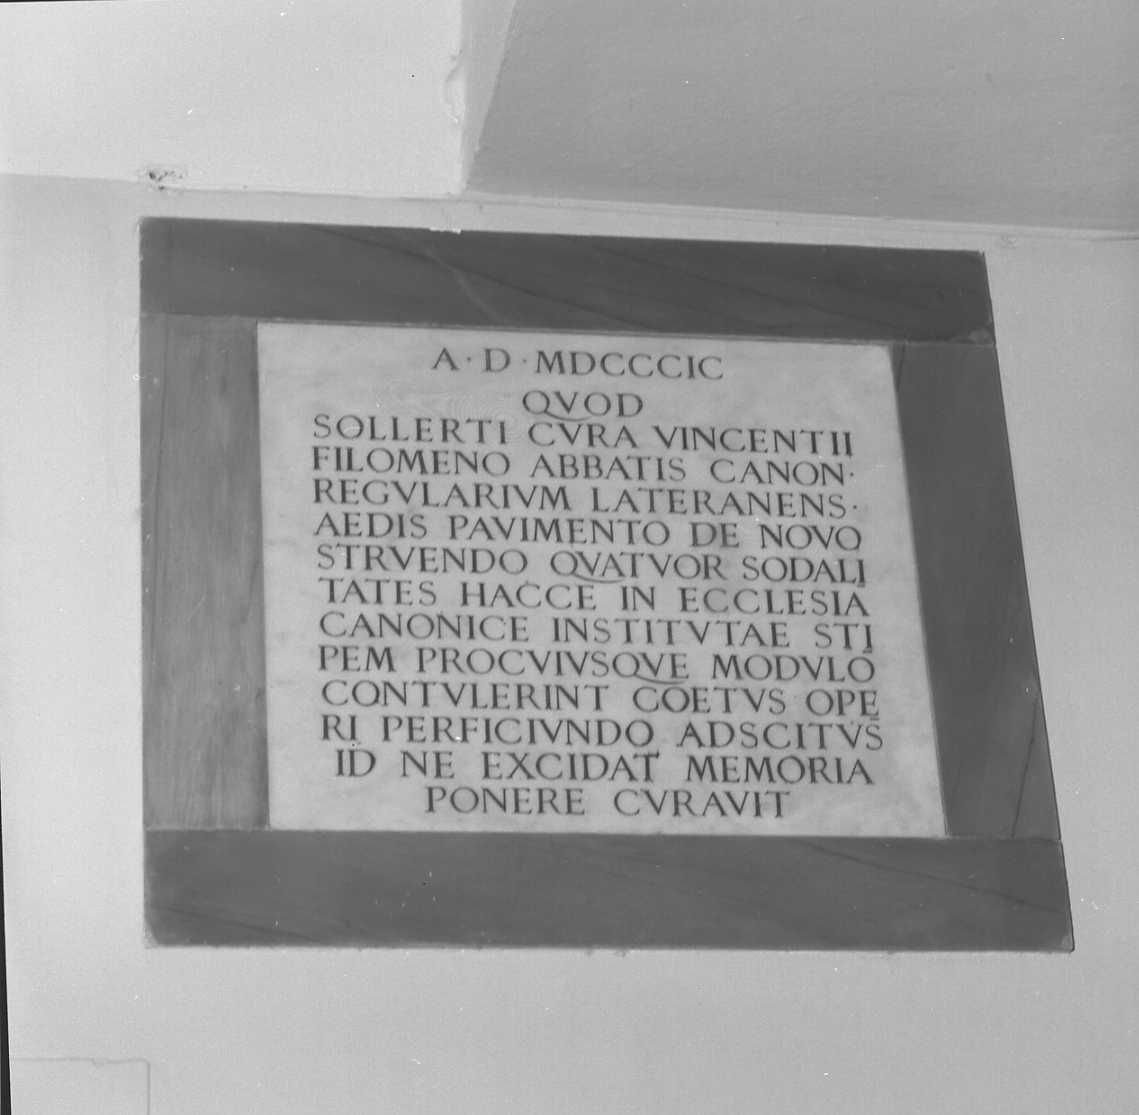 A·D·MDCCCIC
QVOD
SOLLERTI CVRA VINCENTII
FILOMENO ABBATIS CANON·
REGVLARIVM LATERANENS·
AEDIS PAVIMENTO DE NOVO
STRVENDO QVATVOR SODALI
TATES HACCE IN ECCLESIA
CANONICE INSTITVTAE STI
PEM PROCVIVSQVE MODVLO
CONTVLERINT COETVS OPE
RI PERFICIVNDO ADSCITVS
ID NE EXCIDAT MEMORIA
PONERE CVRAVIT